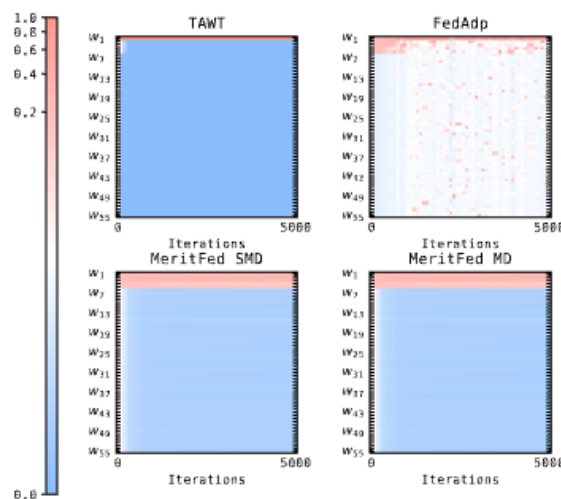 1.0
0.8
0.6
0.4
0.2
0.0
TAWT
w1
w7
w13
w19
w25
w31
w37
w43
w49
w55
0 5000
Iterations
FedAdp
w1
w7
w13
w19
w25
w31
w37
w43
w49
w55
0 5000
Iterations
MeritFed SMD
w1
w7
w13
w19
w25
w31
w37
w43
w49
w55
0 5000
Iterations
MeritFed MD
w1
w7
w13
w19
w25
w31
w37
w43
w49
w55
0 5000
Iterations